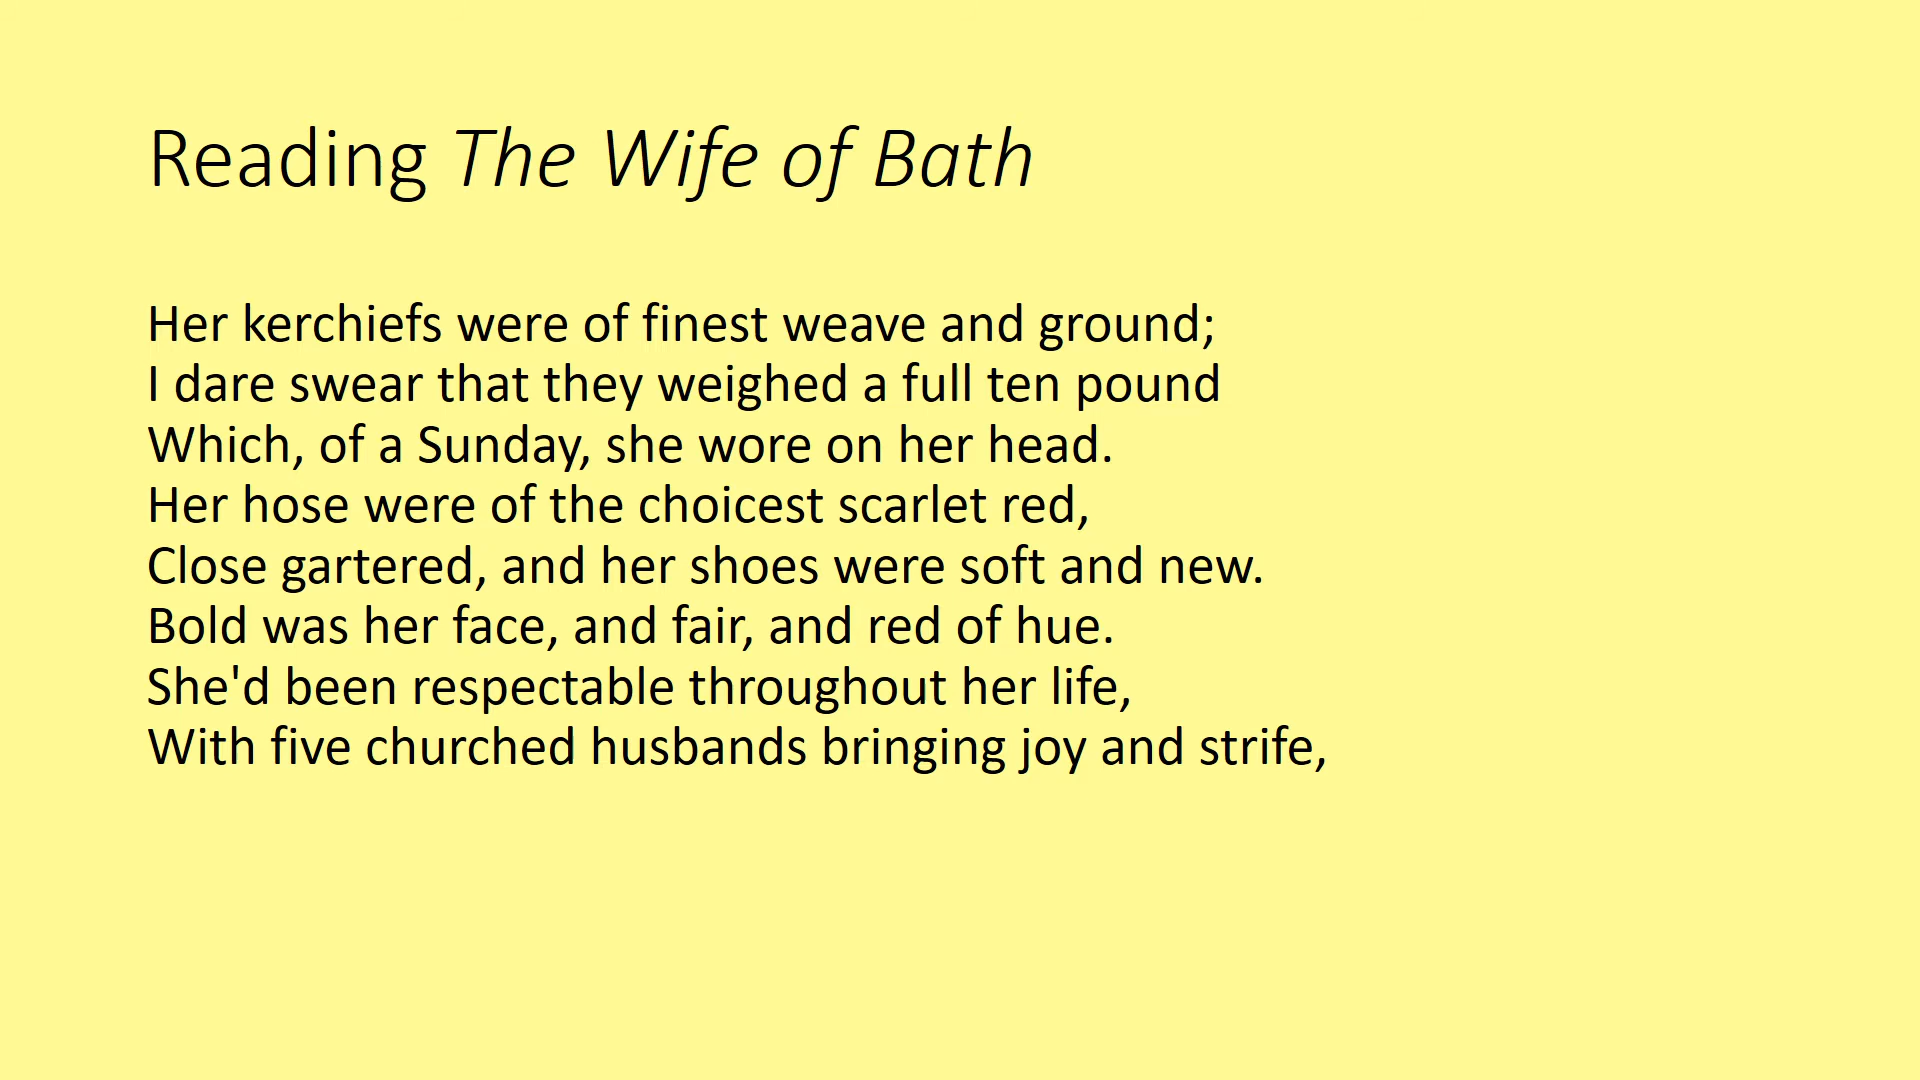 Reading The Wife of Bath
Her kerchiefs were of finest weave and ground;
I dare swear that they weighed a full ten pound
Which, of a Sunday, she wore on her head.
Her hose were of the choicest scarlet red,
Close gartered, and her shoes were soft and new.
Bold was her face, and fair, and red of hue.
She'd been respectable throughout her life,
With five churched husbands bringing joy and strife,